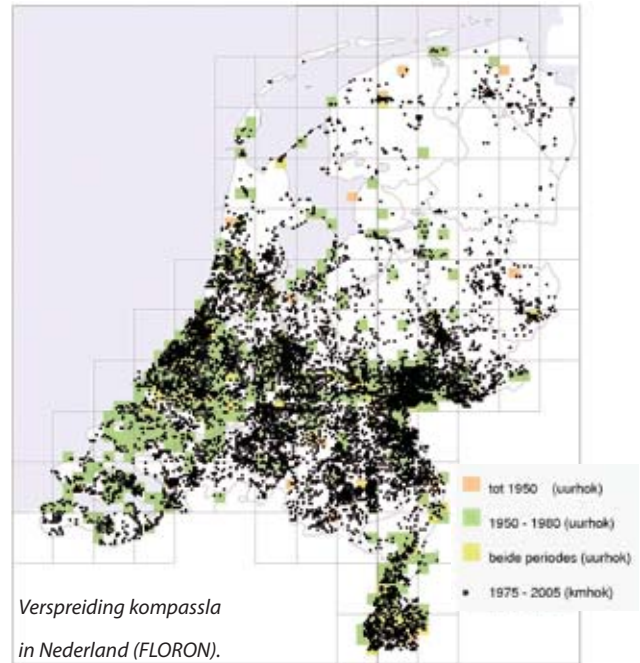 tot 1950 (uurhok)
1950 - 1980 (uurhok)
beide periodes (uurhok)
1975 - 2005 (kmhok)
Verspreiding kompassla
in Nederland (FLORON).